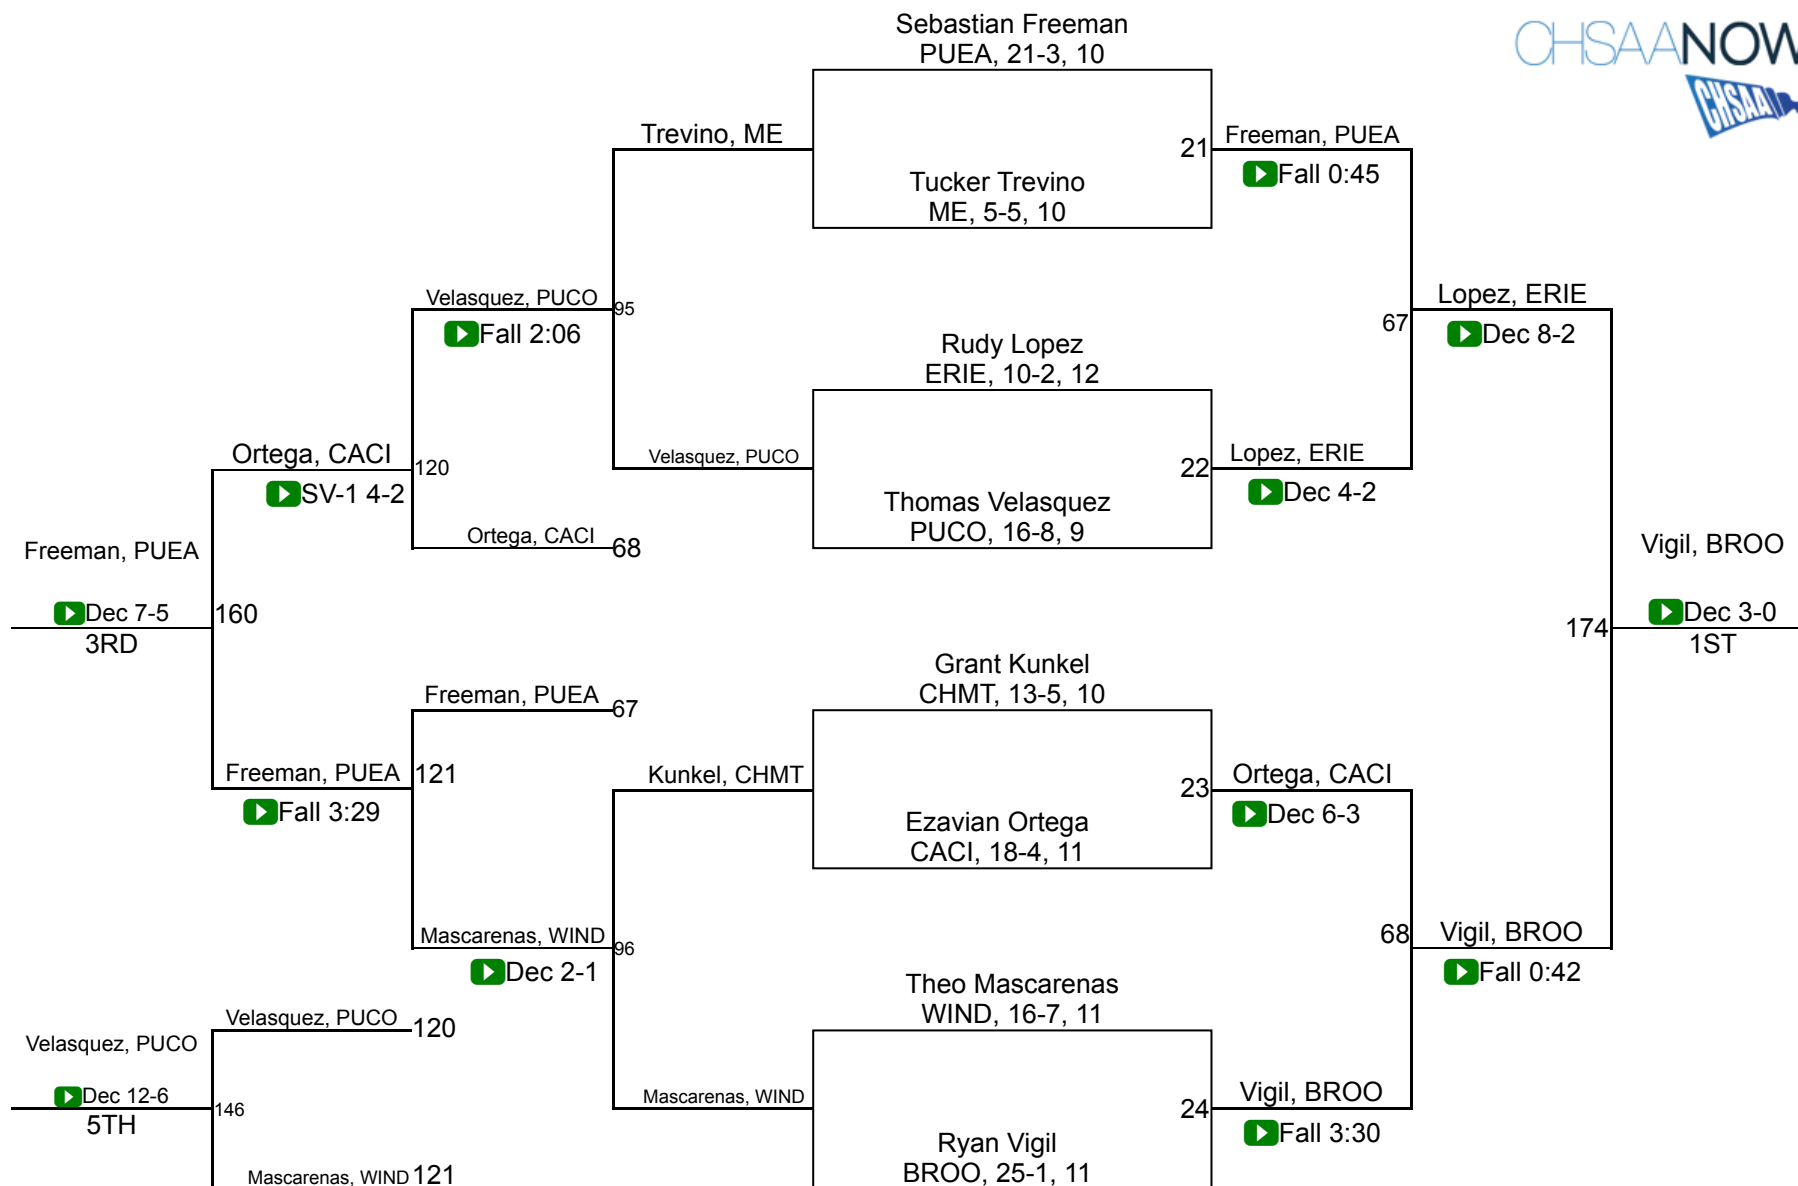 Sebastian Freeman
PUEA, 21-3, 10
CHSAANOW
CHSAA
Trevino, ME
21
Freeman, PUEA
Fall 0:45
Tucker Trevino
ME, 5-5, 10
Velasquez, PUCO
95
Fall 2:06
Lopez, ERIE
67
Dec 8-2
Rudy Lopez
ERIE, 10-2, 12
Ortega, CACI
120
SV-1 4-2
Velasquez, PUCO
22
Lopez, ERIE
Dec 4-2
Thomas Velasquez
PUCO, 16-8, 9
Ortega, CACI
68
Freeman, PUEA
Dec 7-5
160
3RD
Vigil, BROO
174
Dec 3-0
1ST
Grant Kunkel
CHMT, 13-5, 10
Freeman, PUEA
67
Freeman, PUEA
121
Fall 3:29
Kunkel, CHMT
23
Ortega, CACI
Dec 6-3
Ezavian Ortega
CACI, 18-4, 11
Mascarenas, WIND
96
Dec 2-1
68
Vigil, BROO
Fall 0:42
Theo Mascarenas
WIND, 16-7, 11
Velasquez, PUCO
120
Velasquez, PUCO
Dec 12-6
146
5TH
Mascarenas, WIND
24
Vigil, BROO
Fall 3:30
Ryan Vigil
BROO, 25-1, 11
Mascarenas, WIND
121